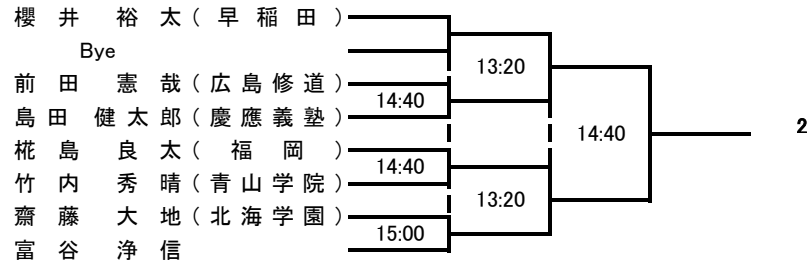 櫻井 裕太(早稲田)
Bye
13:20
前田 憲哉(広島修道)
14:40
島田 健太郎(慶應義塾)
14:40
2
椛島 良太(福岡)
14:40
竹内 秀晴(青山学院)
13:20
齋藤 大地(北海学園)
15:00
富谷 浄信